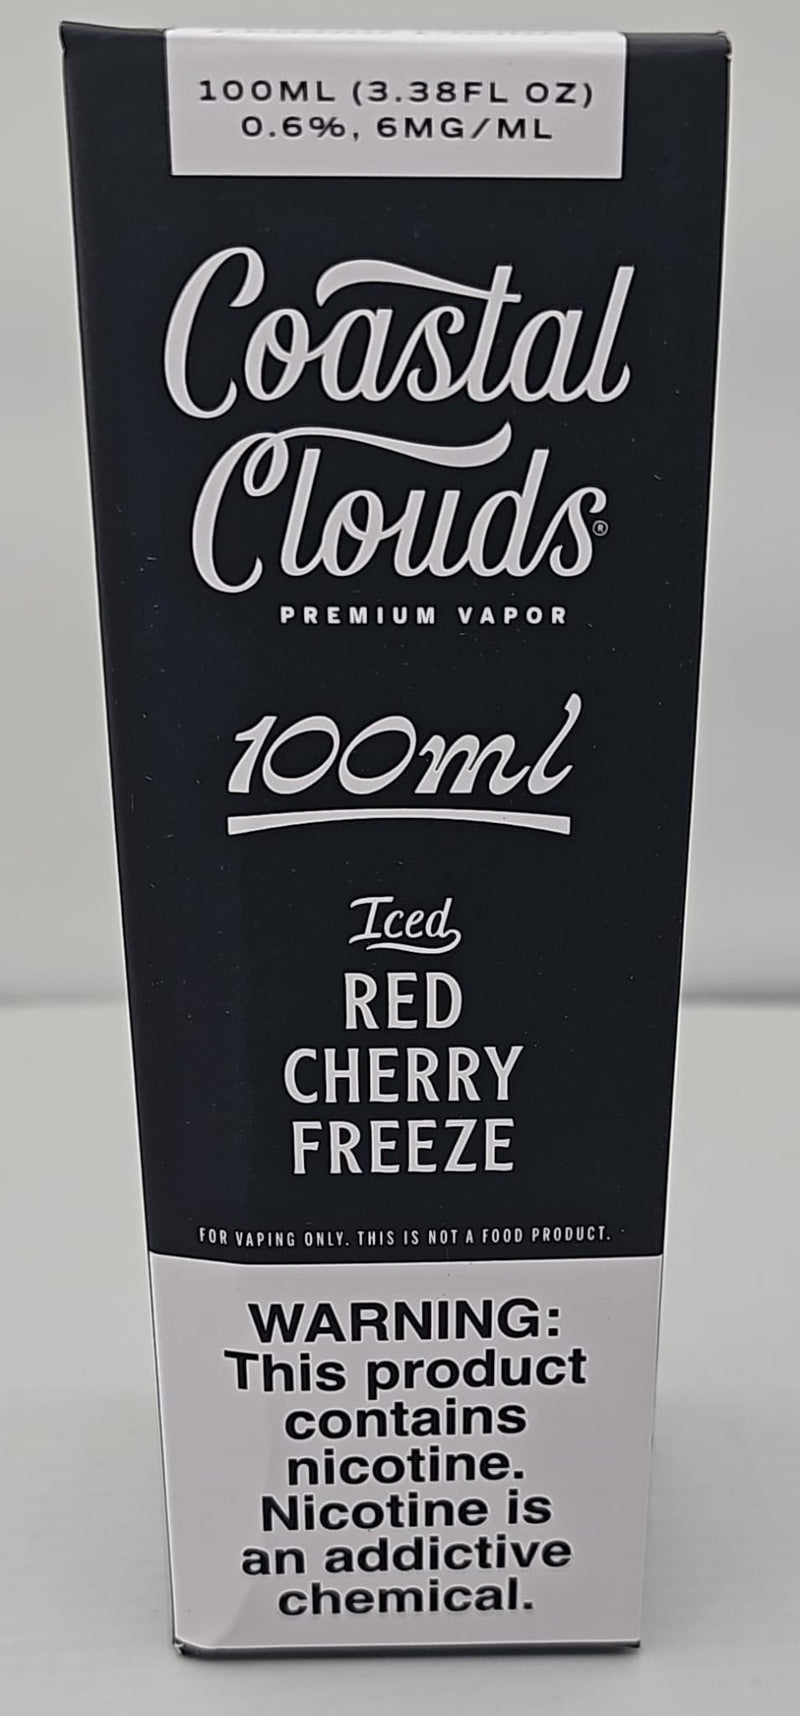 100ML (3.38FL OZ)
0.6%, 6MG/ML
Coastal
Clouds®
PREMIUM VAPOR
100ml
Iced
RED
CHERRY
FREEZE
FOR VAPING ONLY. THIS IS NOT A FOOD PRODUCT.
WARNING:
This product
contains
nicotine.
Nicotine is
an addictive
chemical.